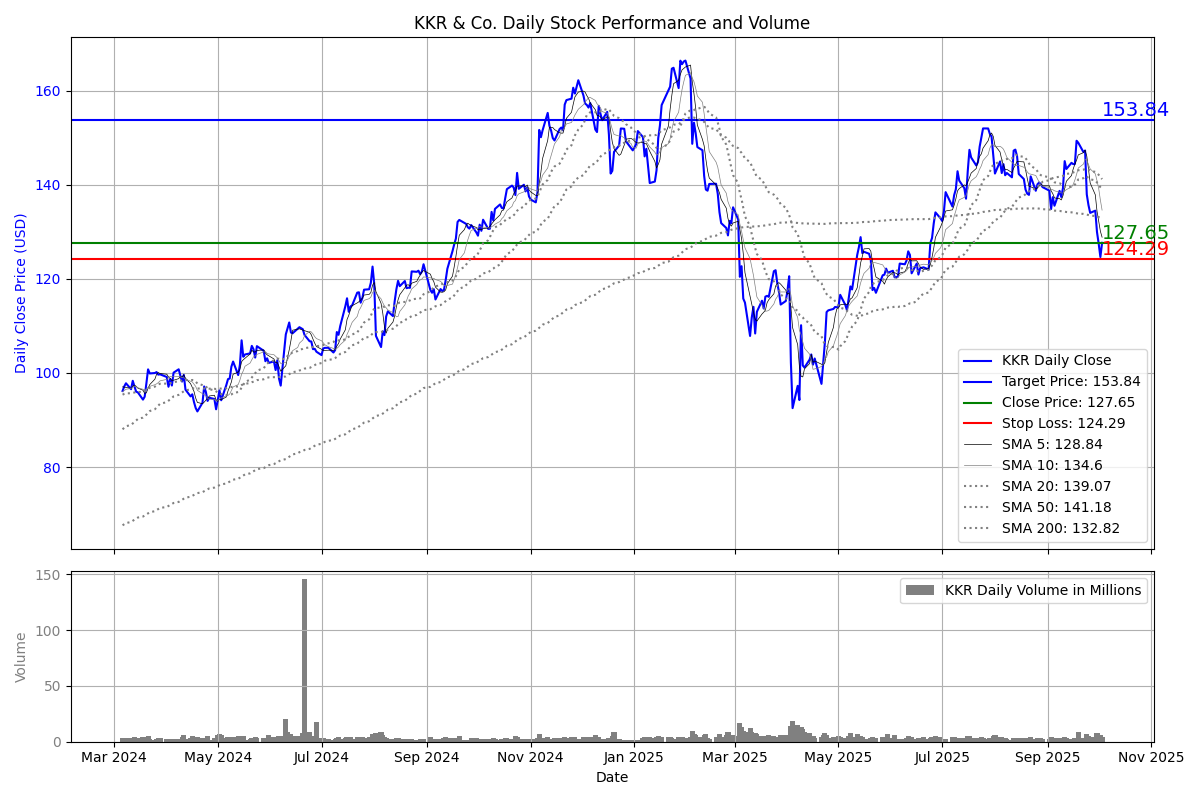 KKR & Co. Daily Stock Performance and Volume
Daily Close Price (USD)
160
140
120
100
80
153.84
127.65
124.29
KKR Daily Close
Target Price: 153.84
Close Price: 127.65
Stop Loss: 124.29
SMA 5: 128.84
SMA 10: 134.6
SMA 20: 139.07
SMA 50: 141.18
SMA 200: 132.82
Volume
150
100
50
0
KKR Daily Volume in Millions
Mar 2024 May 2024 Jul 2024 Sep 2024 Nov 2024 Jan 2025 Mar 2025 May 2025 Jul 2025 Sep 2025 Nov 2025
Date